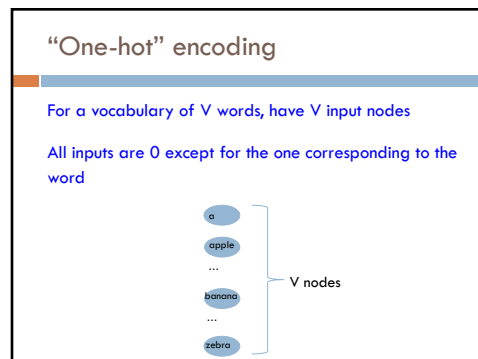 “One-hot” encoding
For a vocabulary of V words, have V input nodes
All inputs are 0 except for the one corresponding to the
word
a
apple
...
V nodes
banana
...
zebra